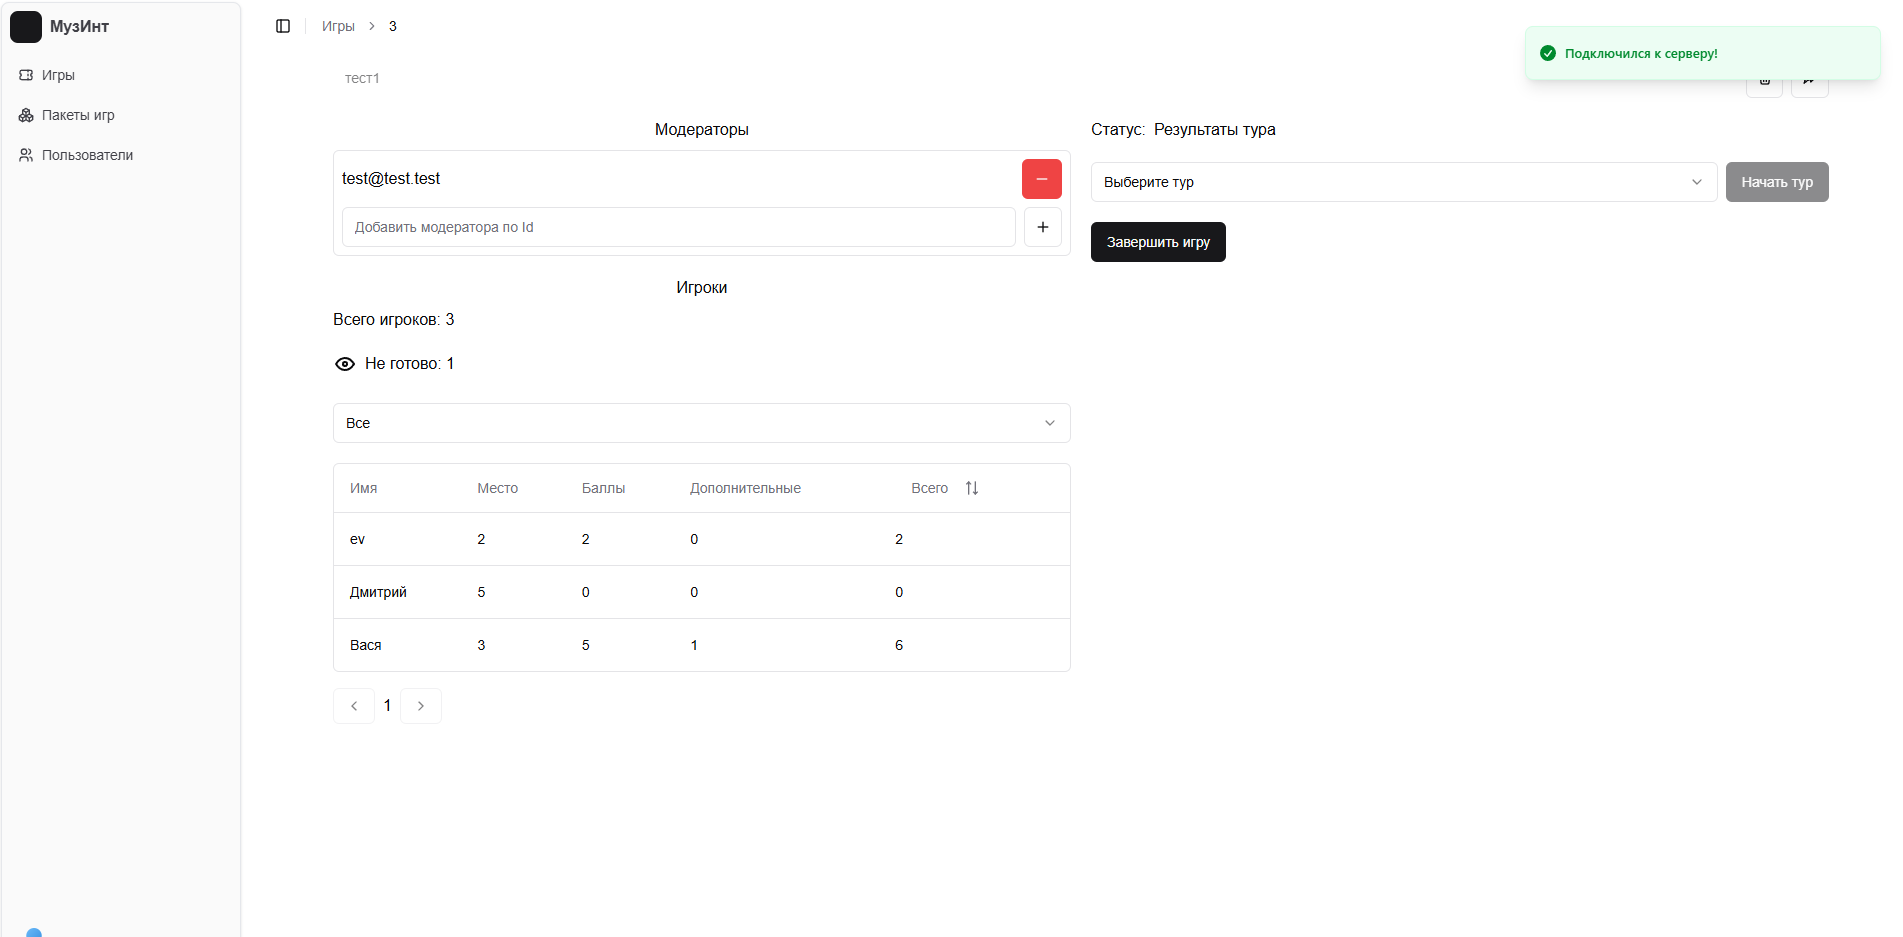 МузИнт
Игры
Пакеты игр
Пользователи
Игры > 3
Подключился к серверу!
тест1
Модераторы
test@test.test
Добавить модератора по Id
Статус: Результаты тура
Выберите тур
Начать тур
Завершить игру
Игроки
Всего игроков: 3
Не готово: 1
Все
Имя Место Баллы Дополнительные Всего
ev 2 2 0 2
Дмитрий 5 0 0 0
Вася 3 5 1 6
1